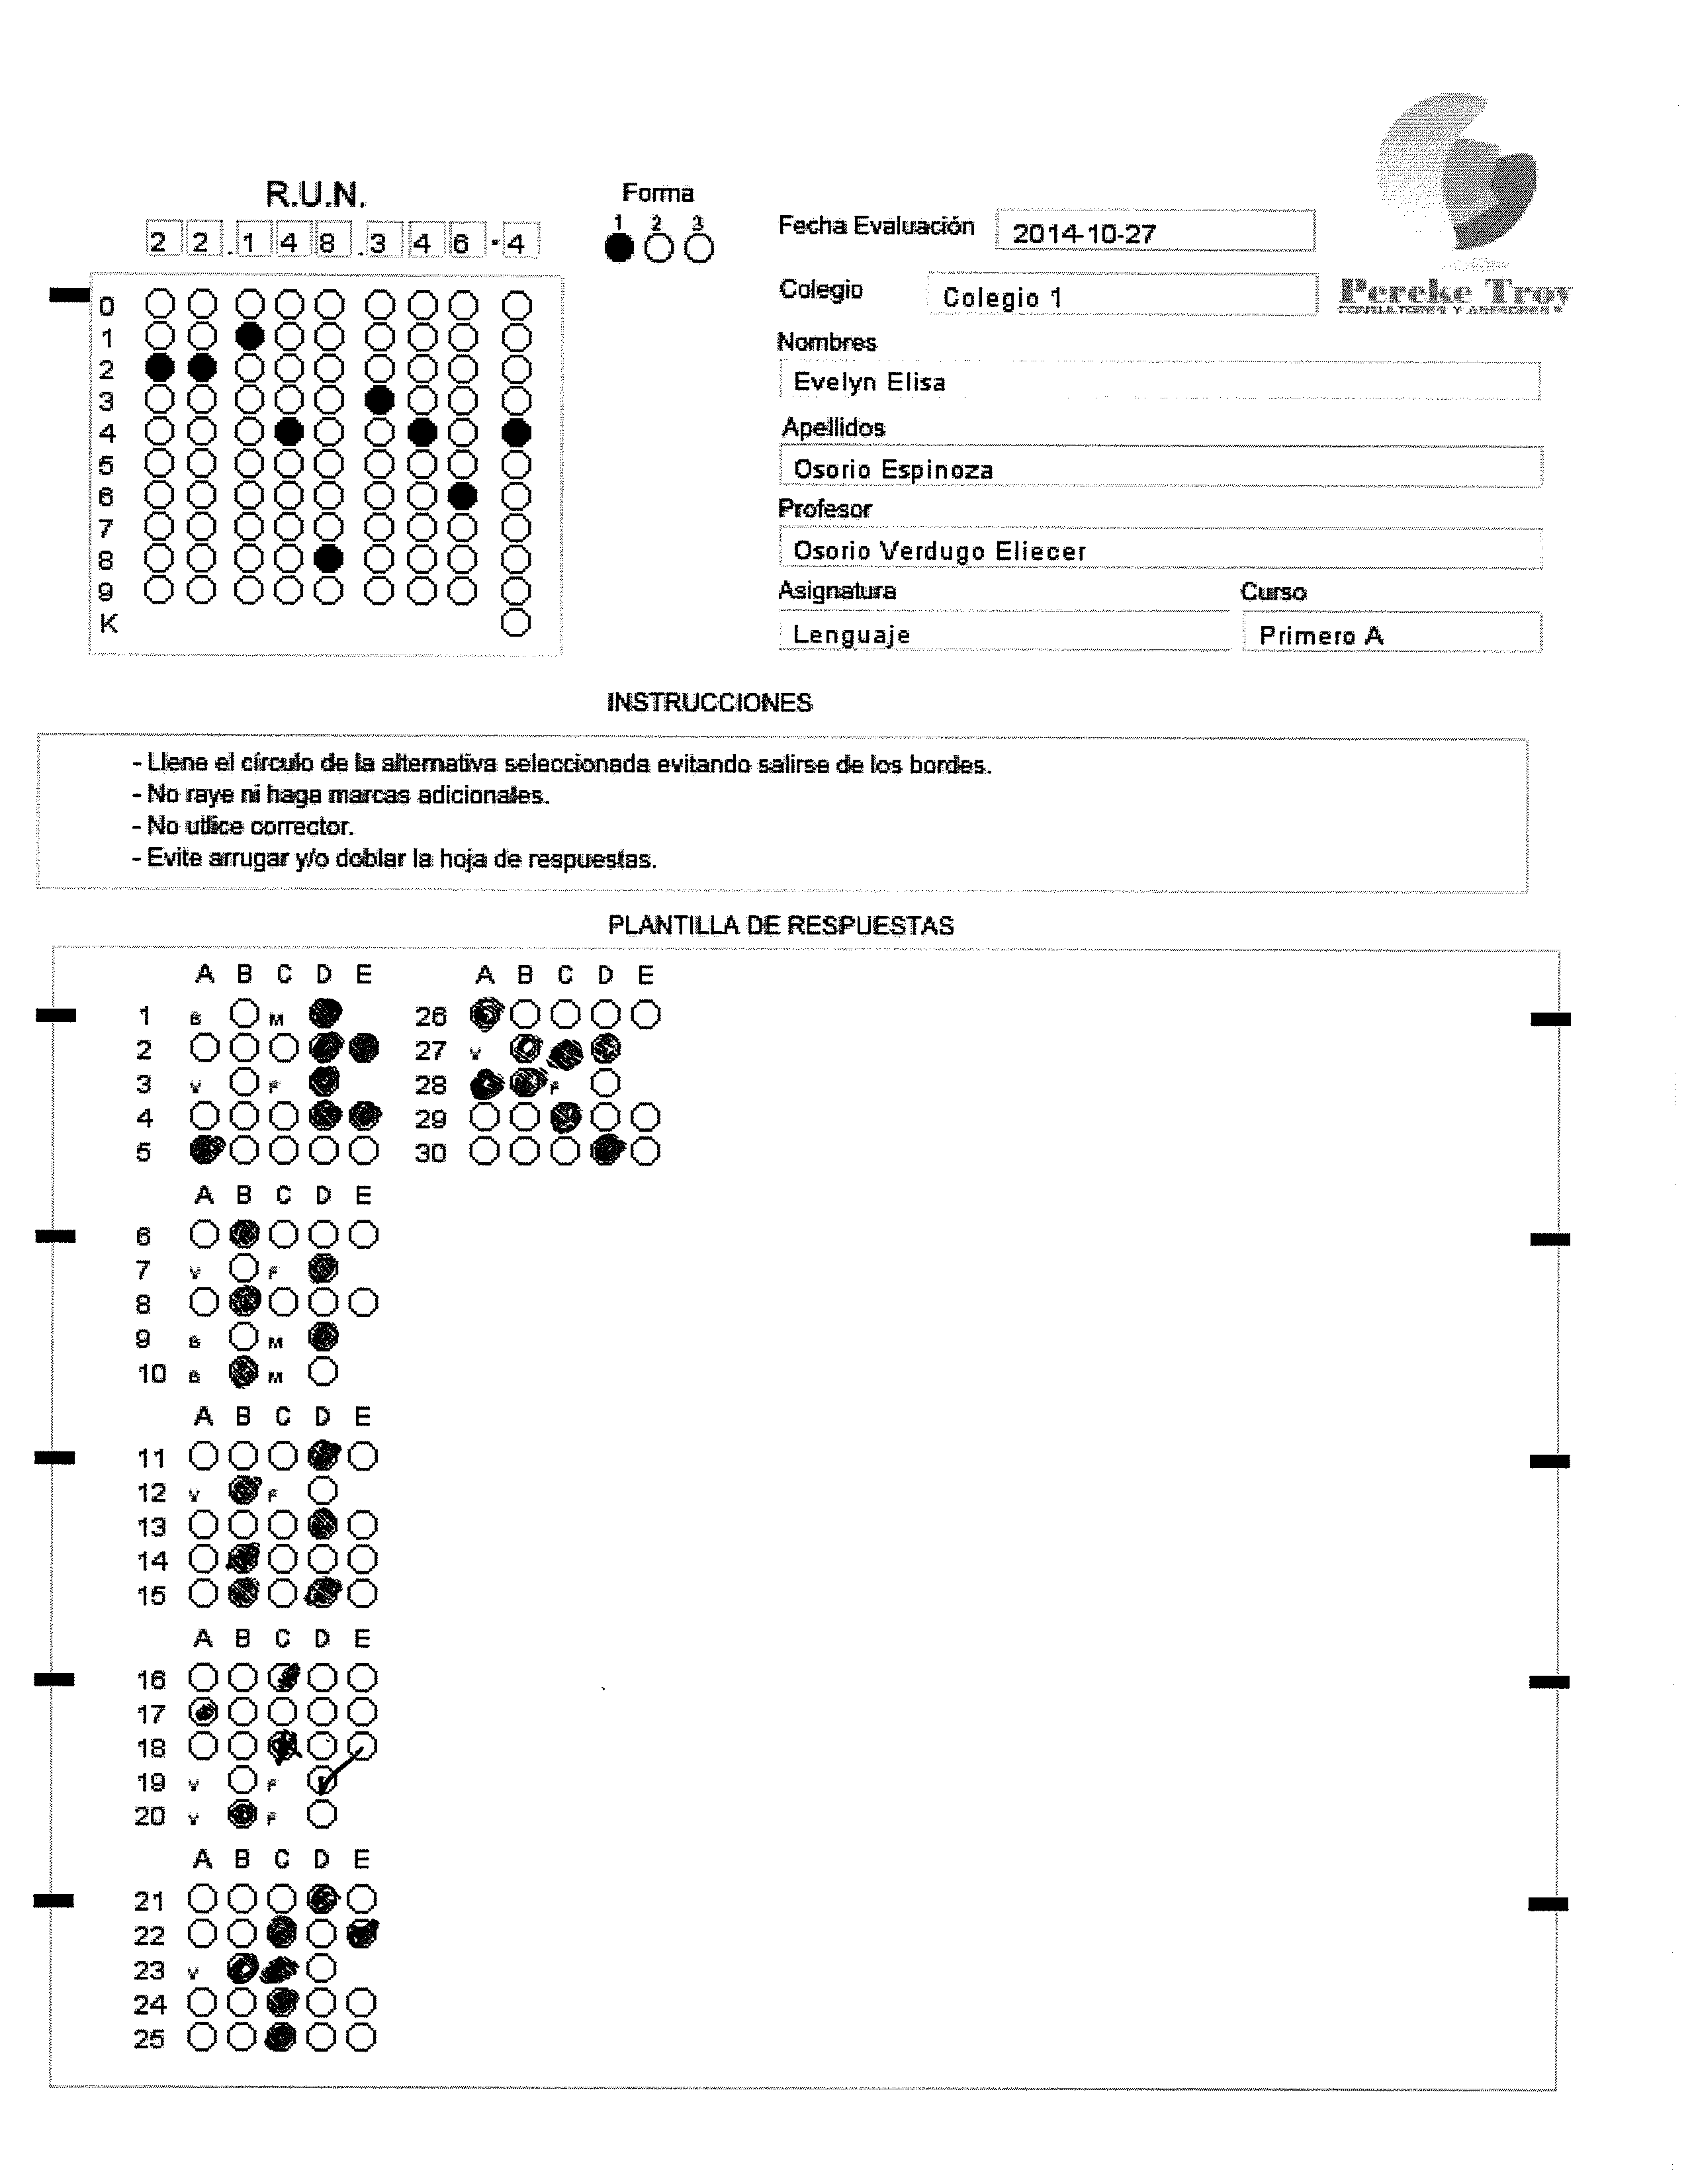 R.U.N.
2 2 . 1 4 8 . 3 4 6 - 4
0
1
2
3
4
5
6
7
8
9
K
Forma
1 2 3
Fecha Evaluación 2014-10-27
Colegio Colegio 1
Pereke Troy
CONSULTORES Y ASESORES
Nombres
Evelyn Elisa
Apellidos
Osorio Espinoza
Profesor
Osorio Verdugo Eliecer
Asignatura Curso
Lenguaje Primero A
INSTRUCCIONES
- Llene el círculo de la alternativa seleccionada evitando salirse de los bordes.
- No raye ni haga marcas adicionales.
- No utlice corrector.
- Evite arrugar y/o doblar la hoja de respuestas.
PLANTILLA DE RESPUESTAS
A B C D E
1 B M
2
3 V F
4
5
A B C D E
6
7 V F
8
9 B M
10 B M
A B C D E
11
12 V F
13
14
15
A B C D E
16
17
18
19 V F
20 V F
A B C D E
21
22
23 V
24
25
A B C D E
26
27 V
28 F
29
30